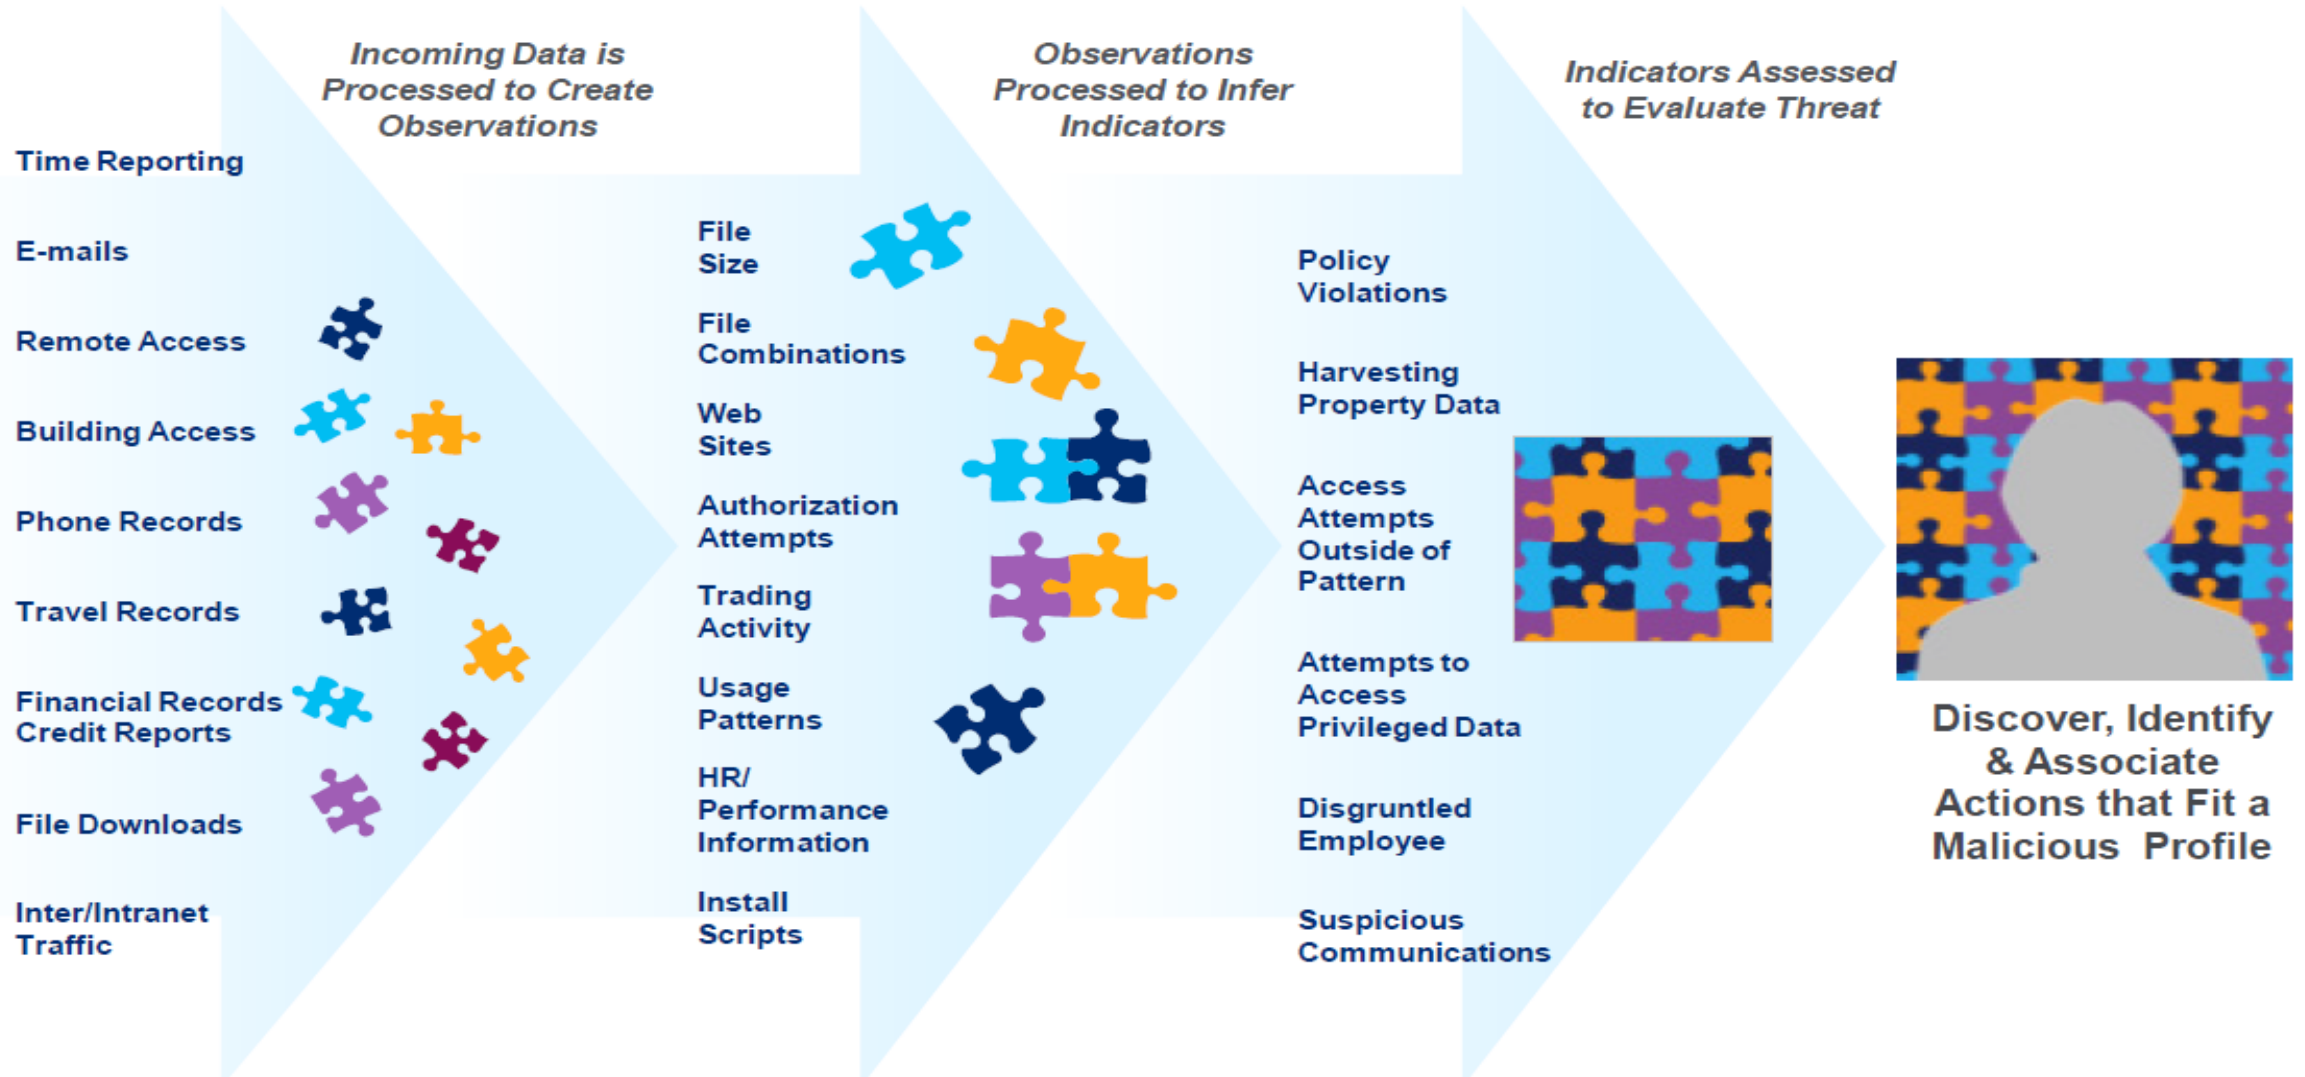 Incoming Data is
Processed to Create
Observations
Time Reporting
E-mails
Remote Access
Building Access
Phone Records
Travel Records
Financial Records
Credit Reports
File Downloads
Inter/Intranet
Traffic
Observations
Processed to Infer
Indicators
File
Size
File
Combinations
Web
Sites
Authorization
Attempts
Trading
Activity
Usage
Patterns
HR/
Performance
Information
Install
Scripts
Indicators Assessed
to Evaluate Threat
Policy
Violations
Harvesting
Property Data
Access
Attempts
Outside of
Pattern
Attempts to
Access
Privileged Data
Disgruntled
Employee
Suspicious
Communications
Discover, Identify
& Associate
Actions that Fit a
Malicious Profile